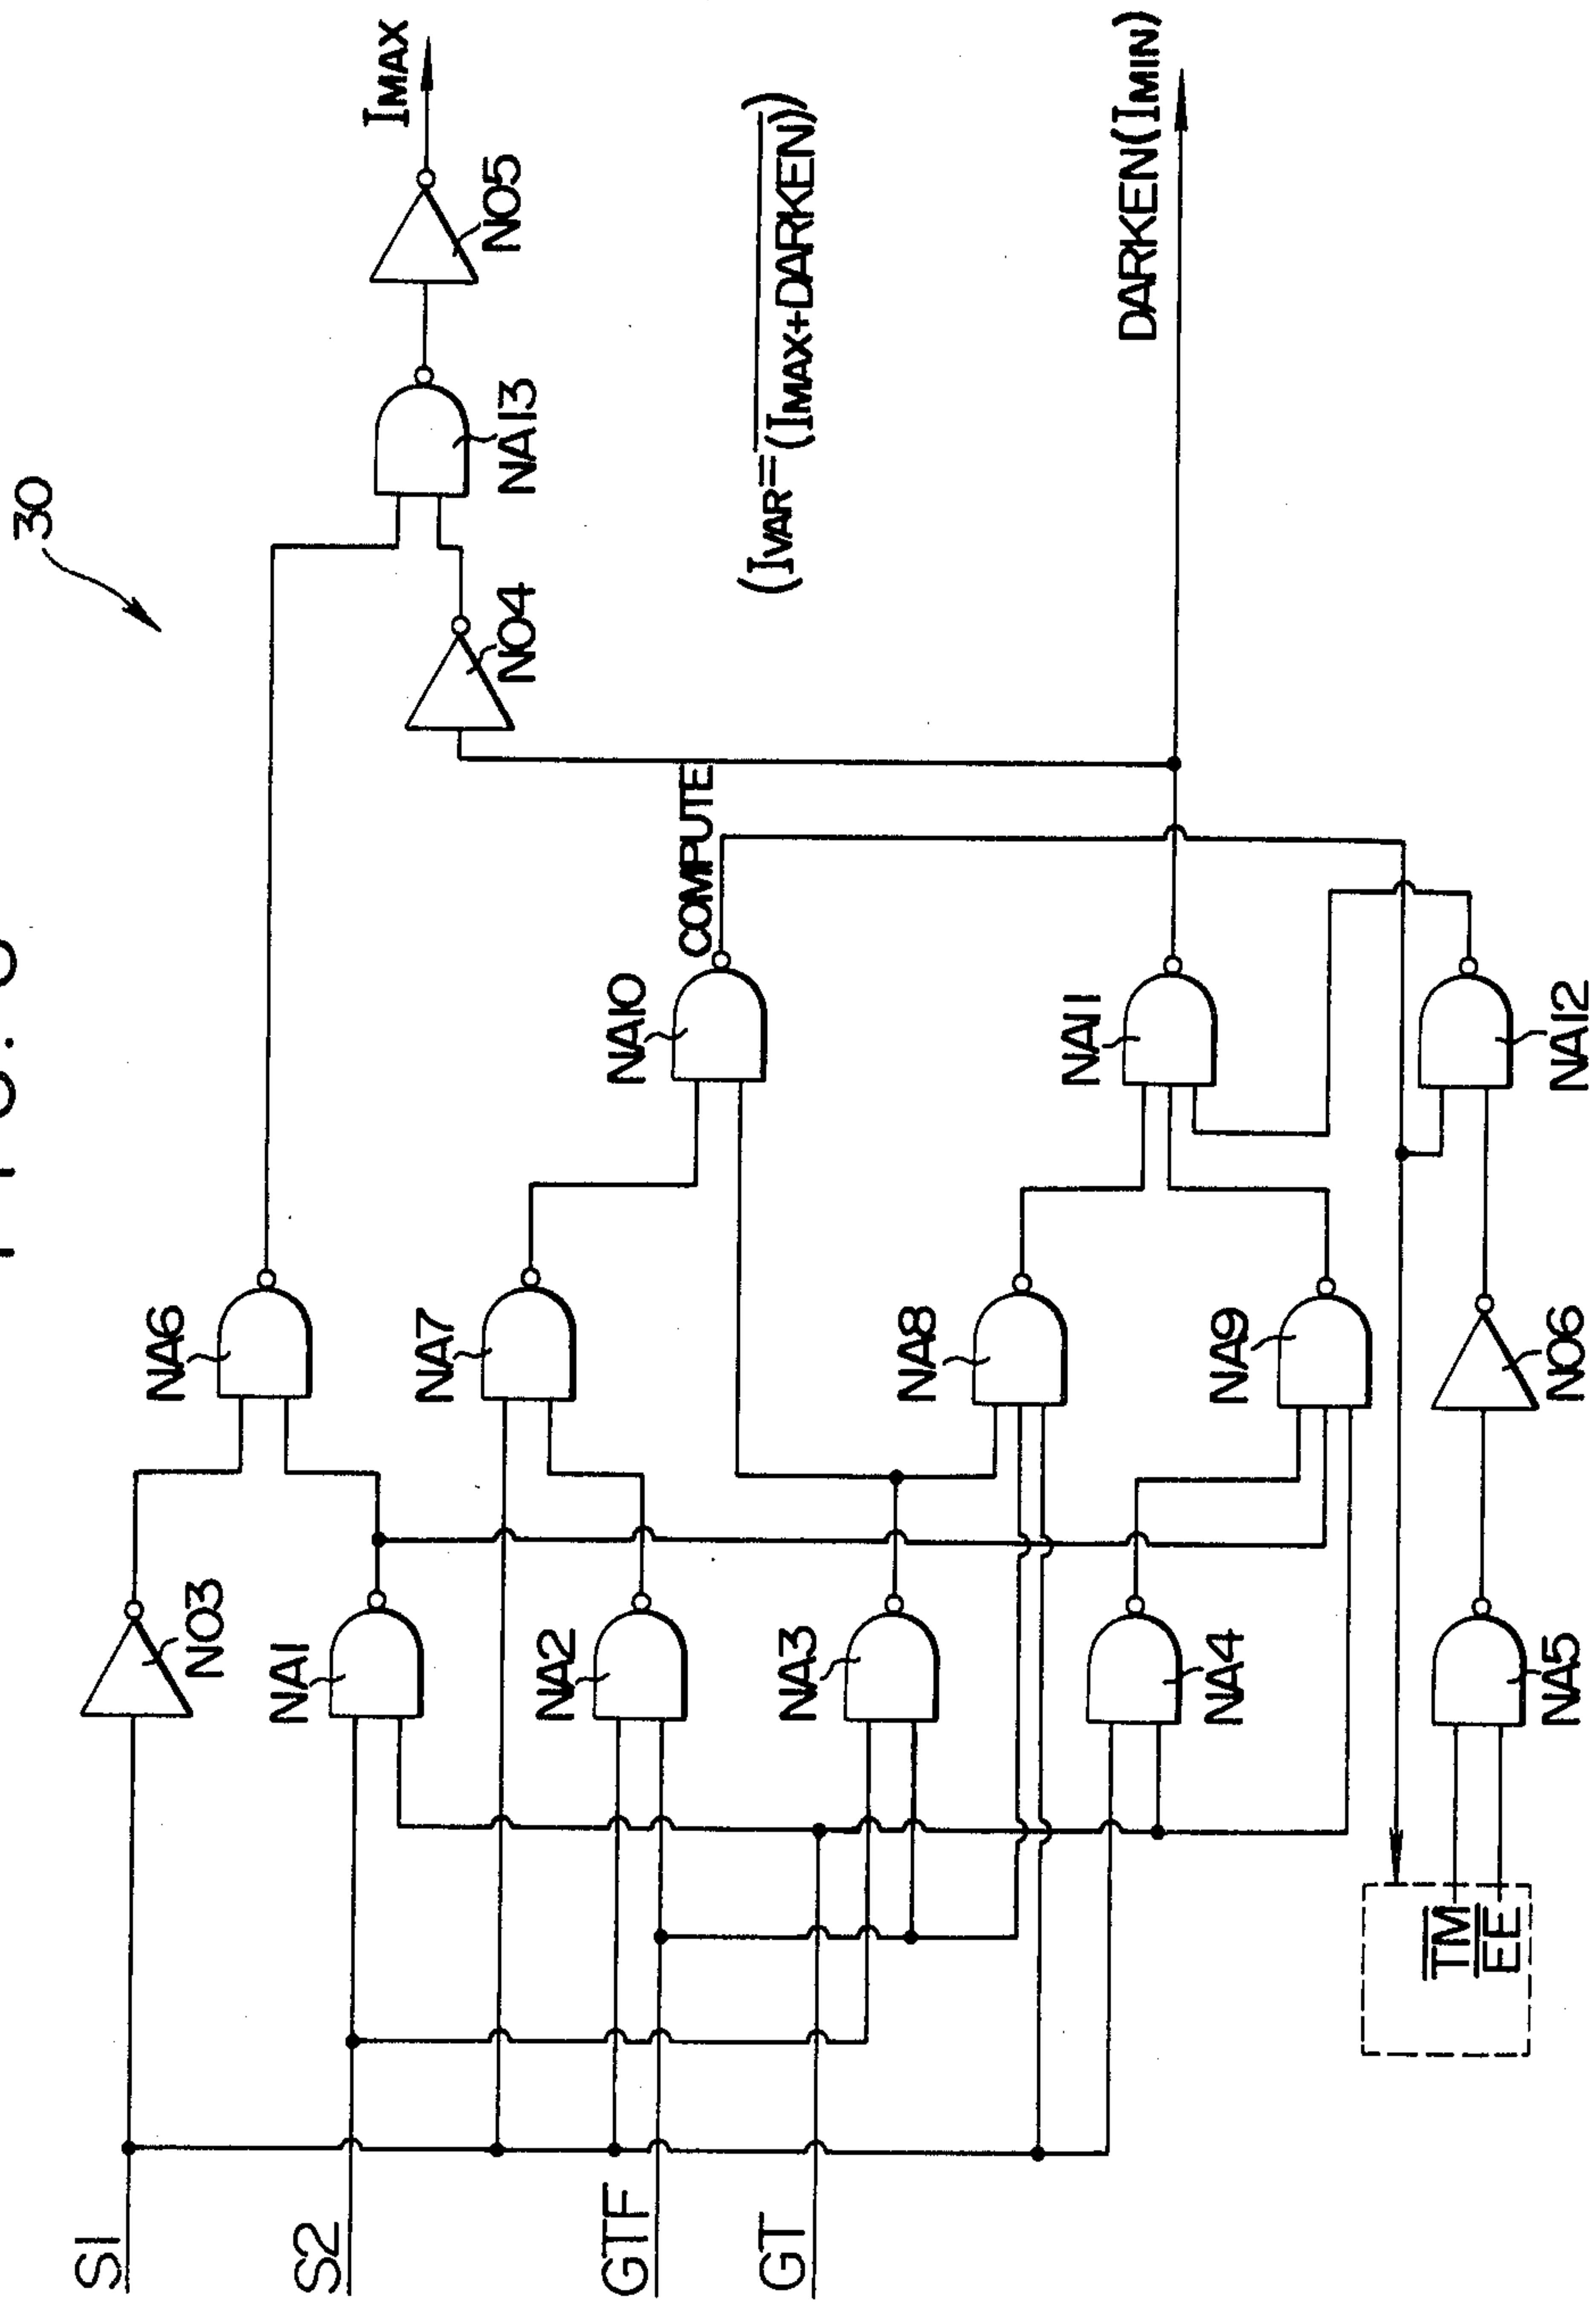 30
IMAX
NO5
NA13
NO4
(IVAR=(IMAX+DARKEN))
DARKEN(IMIN)
COMPUTE
NA10
NA11
NA12
NA6
NA7
NA8
NA9
NO6
NO3
NA1
NA2
NA3
NA4
NA5
S1
S2
GTF
GT
TM
EE